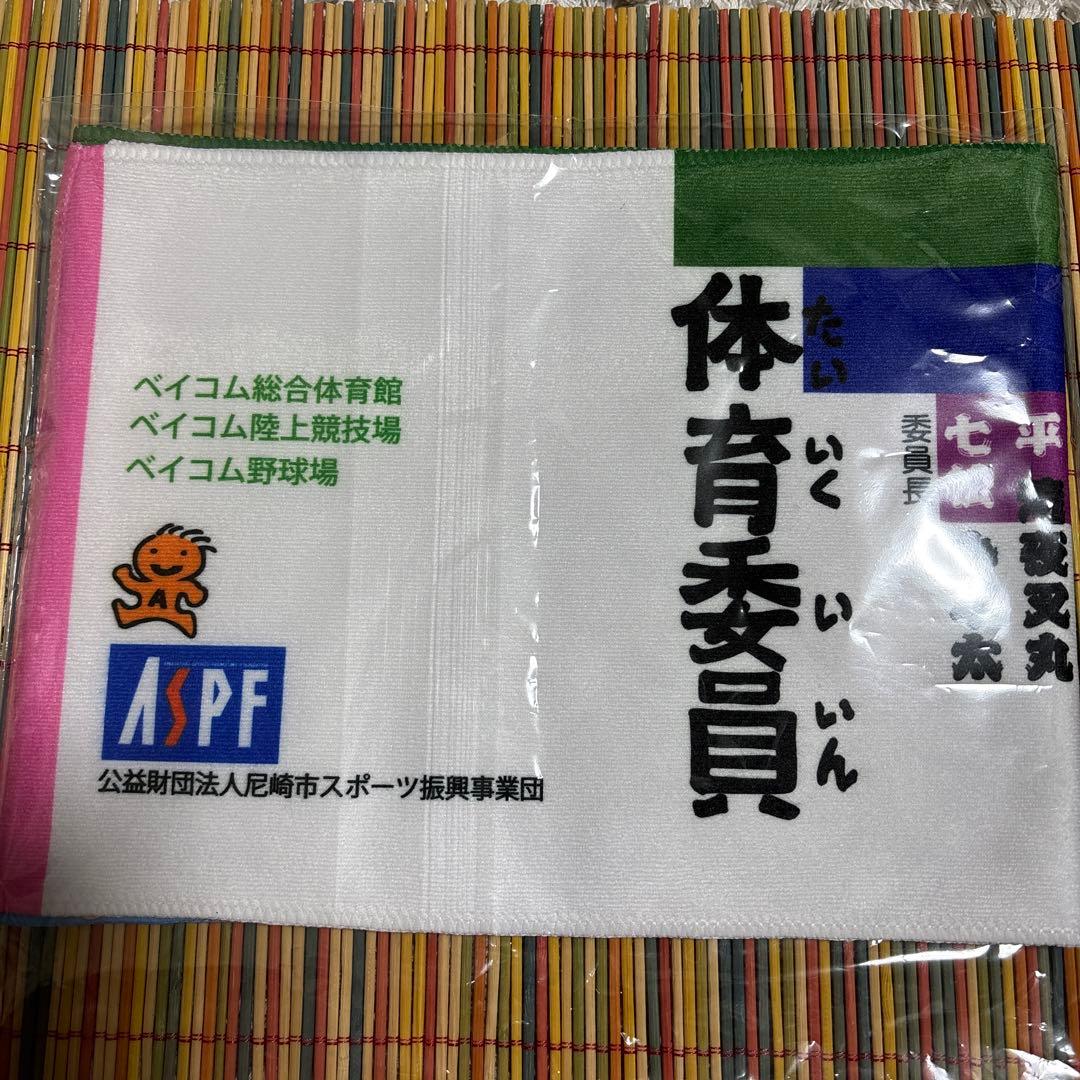 ベイコム総合体育館
ベイコム陸上競技場
ベイコム野球場
A
ASPF
公益財団法人尼崎市スポーツ振興事業団
平 夜叉丸
委員長
七 太
体育委員
たいいくいいん